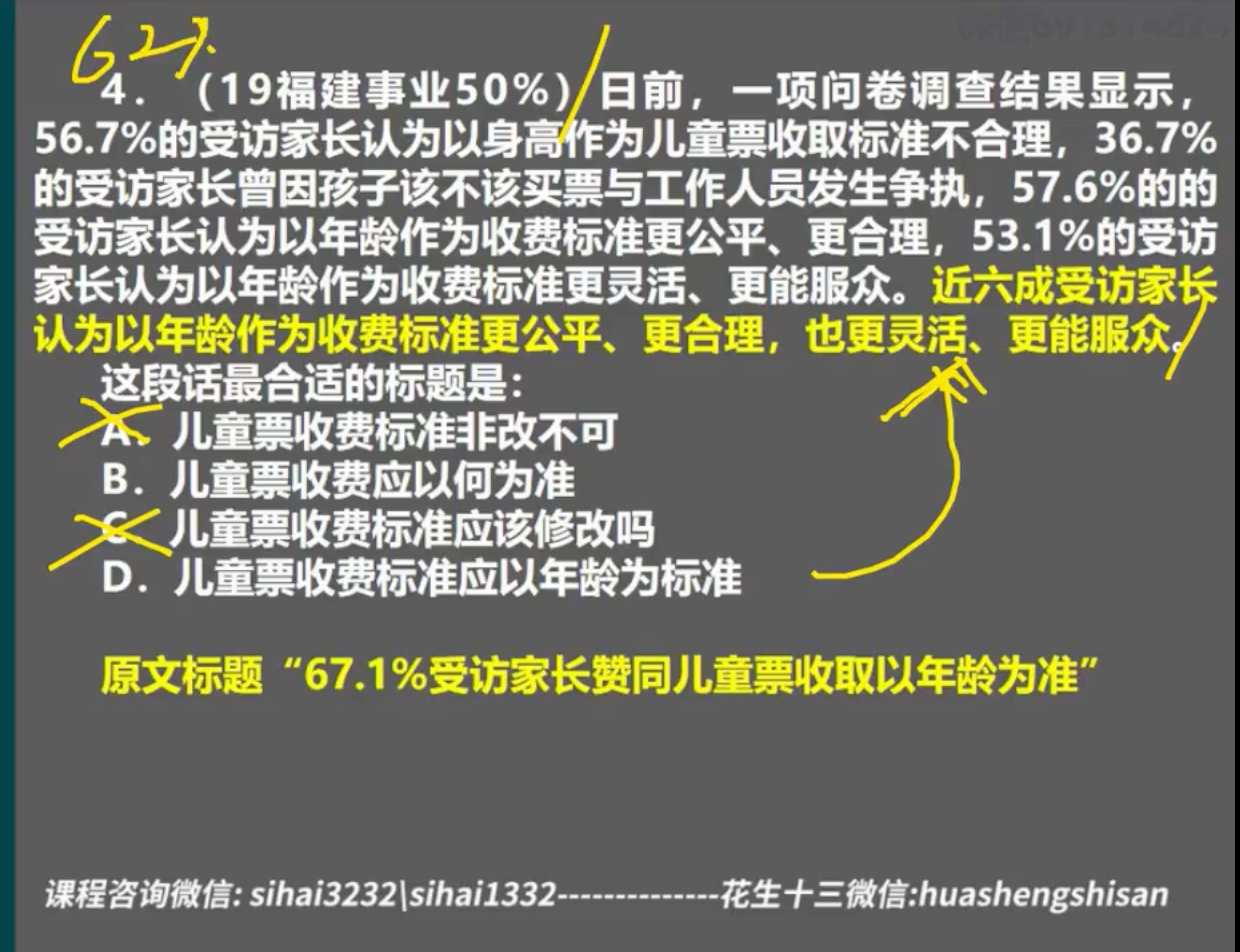 62%
4. （19福建事业50%）日前，一项问卷调查结果显示，
56.7%的受访家长认为以身高作为儿童票收取标准不合理，36.7%
的受访家长曾因孩子该不该买票与工作人员发生争执，57.6%的的
受访家长认为以年龄作为收费标准更公平、更合理，53.1%的受访
家长认为以年龄作为收费标准更灵活、更能服众。近六成受访家长
认为以年龄作为收费标准更公平、更合理，也更灵活、更能服众。
这段话最合适的标题是：
A. 儿童票收费标准非改不可
B. 儿童票收费应以何为准
C 儿童票收费标准应该修改吗
D. 儿童票收费标准应以年龄为标准
原文标题“67.1%受访家长赞同儿童票收取以年龄为准”
课程咨询微信: sihai3232\sihai1332--------------花生十三微信:huashengshisan